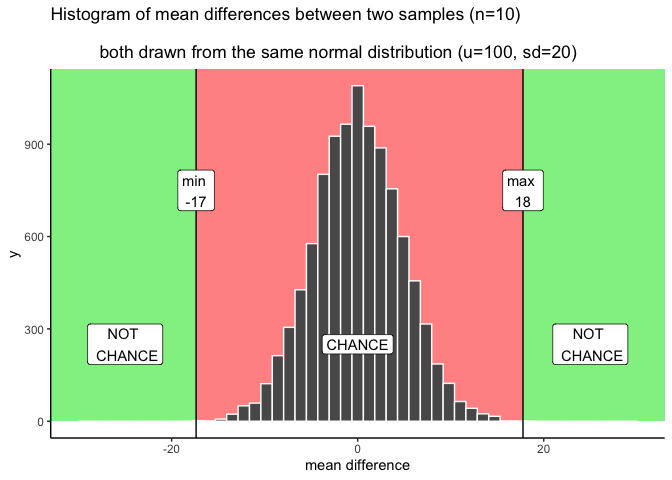 Histogram of mean differences between two samples (n=10)
both drawn from the same normal distribution (u=100, sd=20)
y
900
600
300
0
min
-17
max
18
NOT
CHANCE
CHANCE
NOT
CHANCE
-20
0
20
mean difference